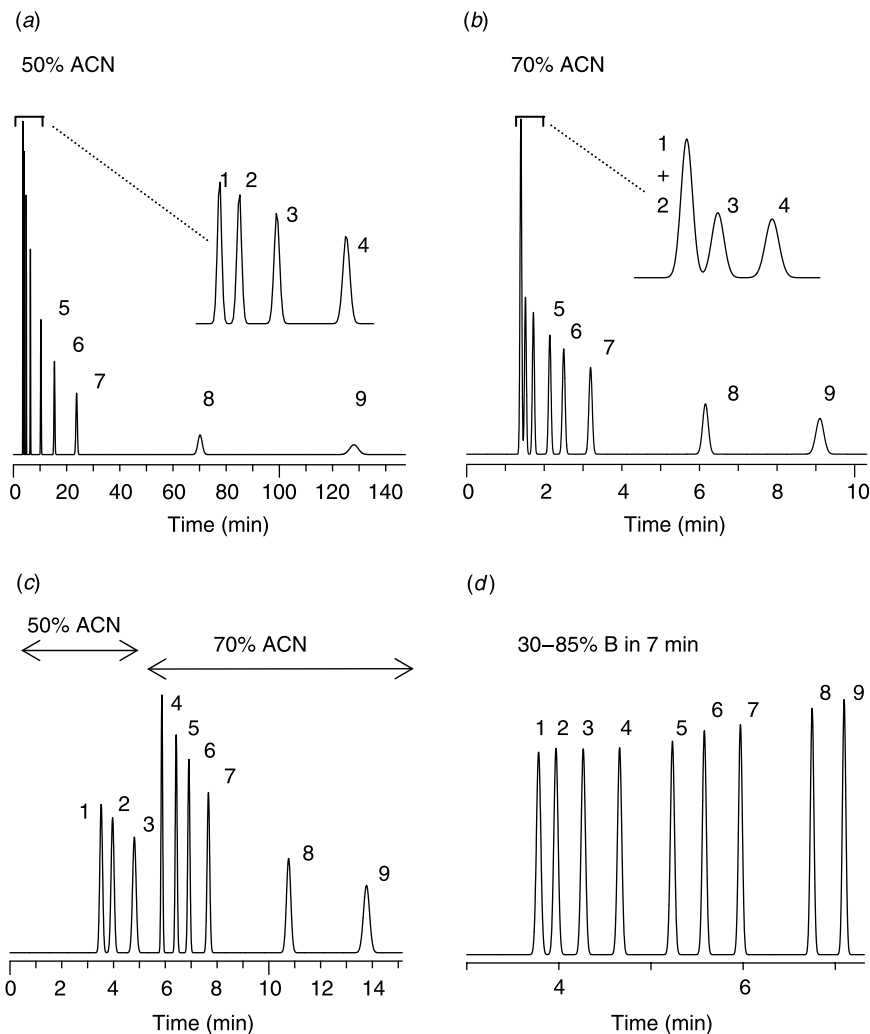 (a)
50% ACN
1 2
3
4
5
6
7
8
9
0 20 40 60 80 100 120 140
Time (min)
(b)
70% ACN
1
+
2 3 4
5
6
7
8 9
0 2 4 6 8 10
Time (min)
(c)
50% ACN
70% ACN
4
5
6
7
1 2
3
8
9
0 2 4 6 8 10 12 14
Time (min)
(d)
30–85% B in 7 min
8 9
6 7
1 2 3 4 5
4 6
Time (min)